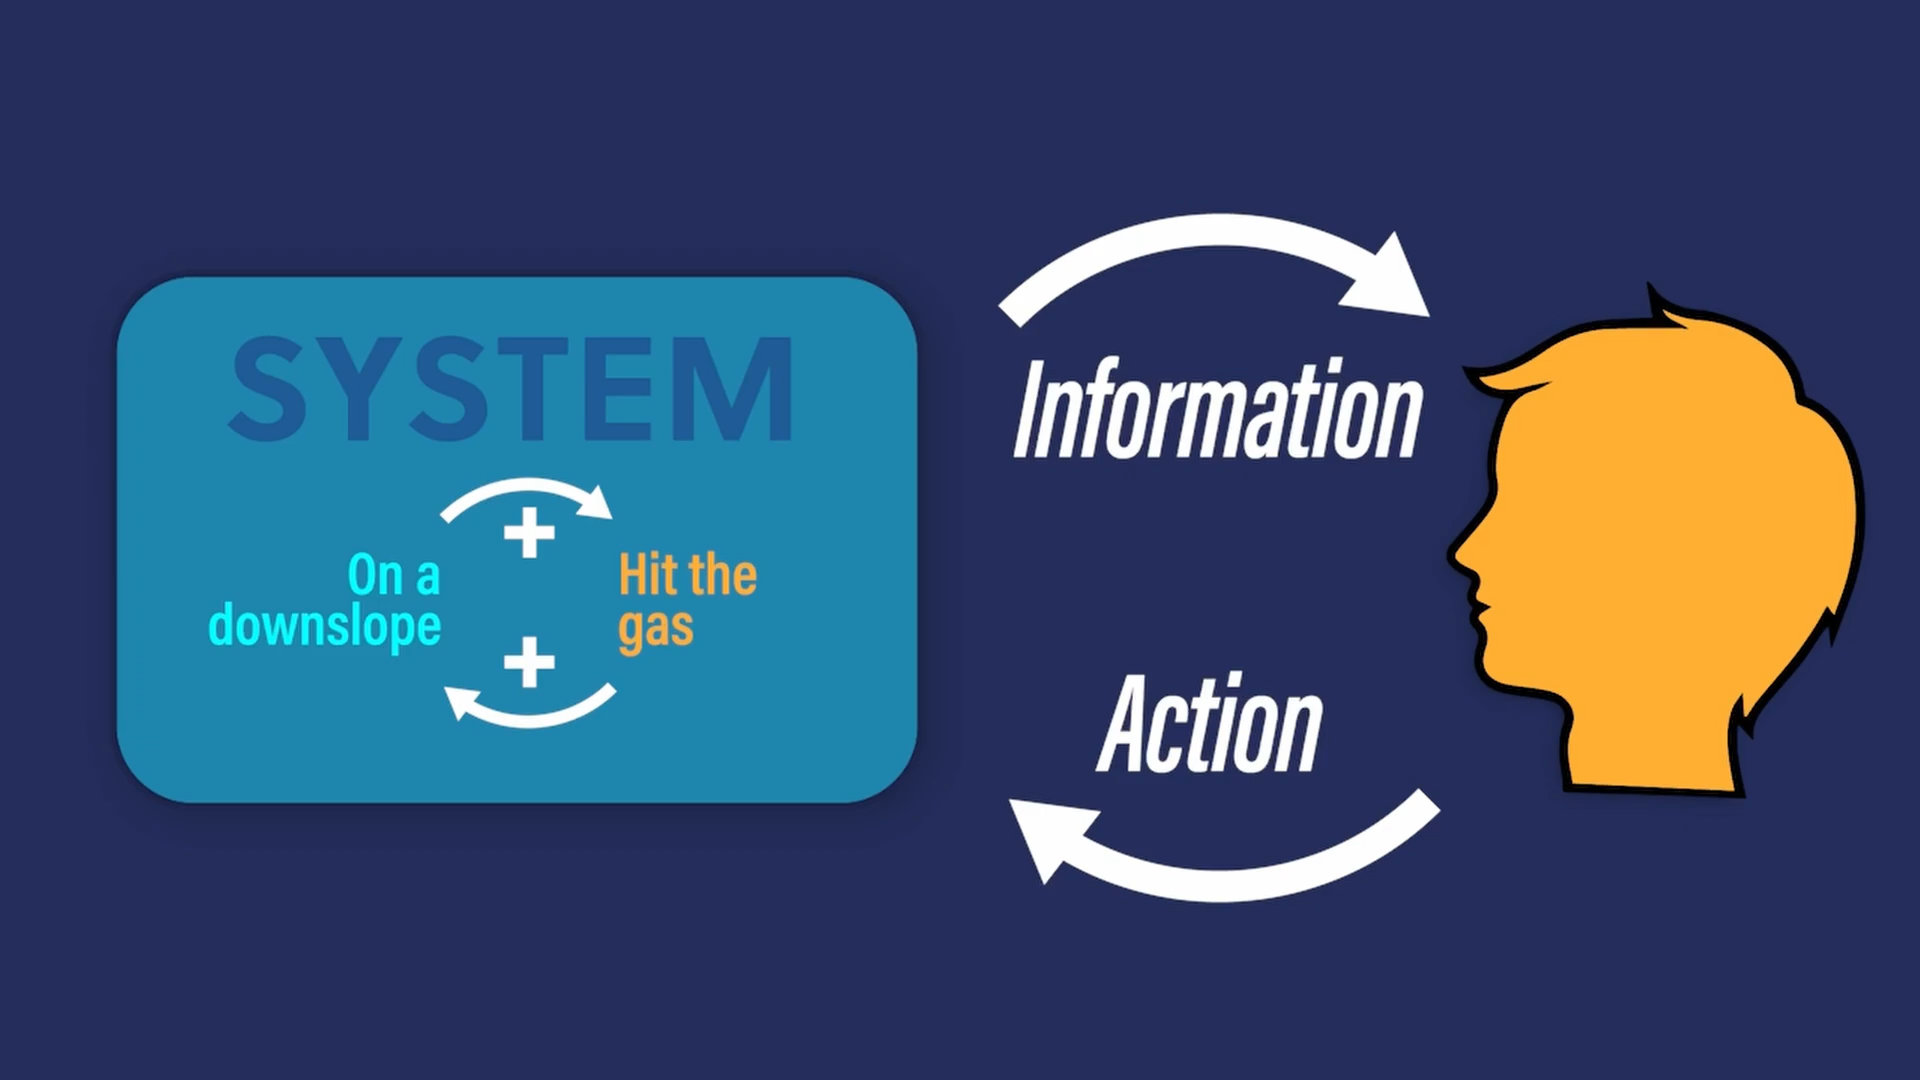 SYSTEM
+
On a
downslope
Hit the
gas
+
Information
Action